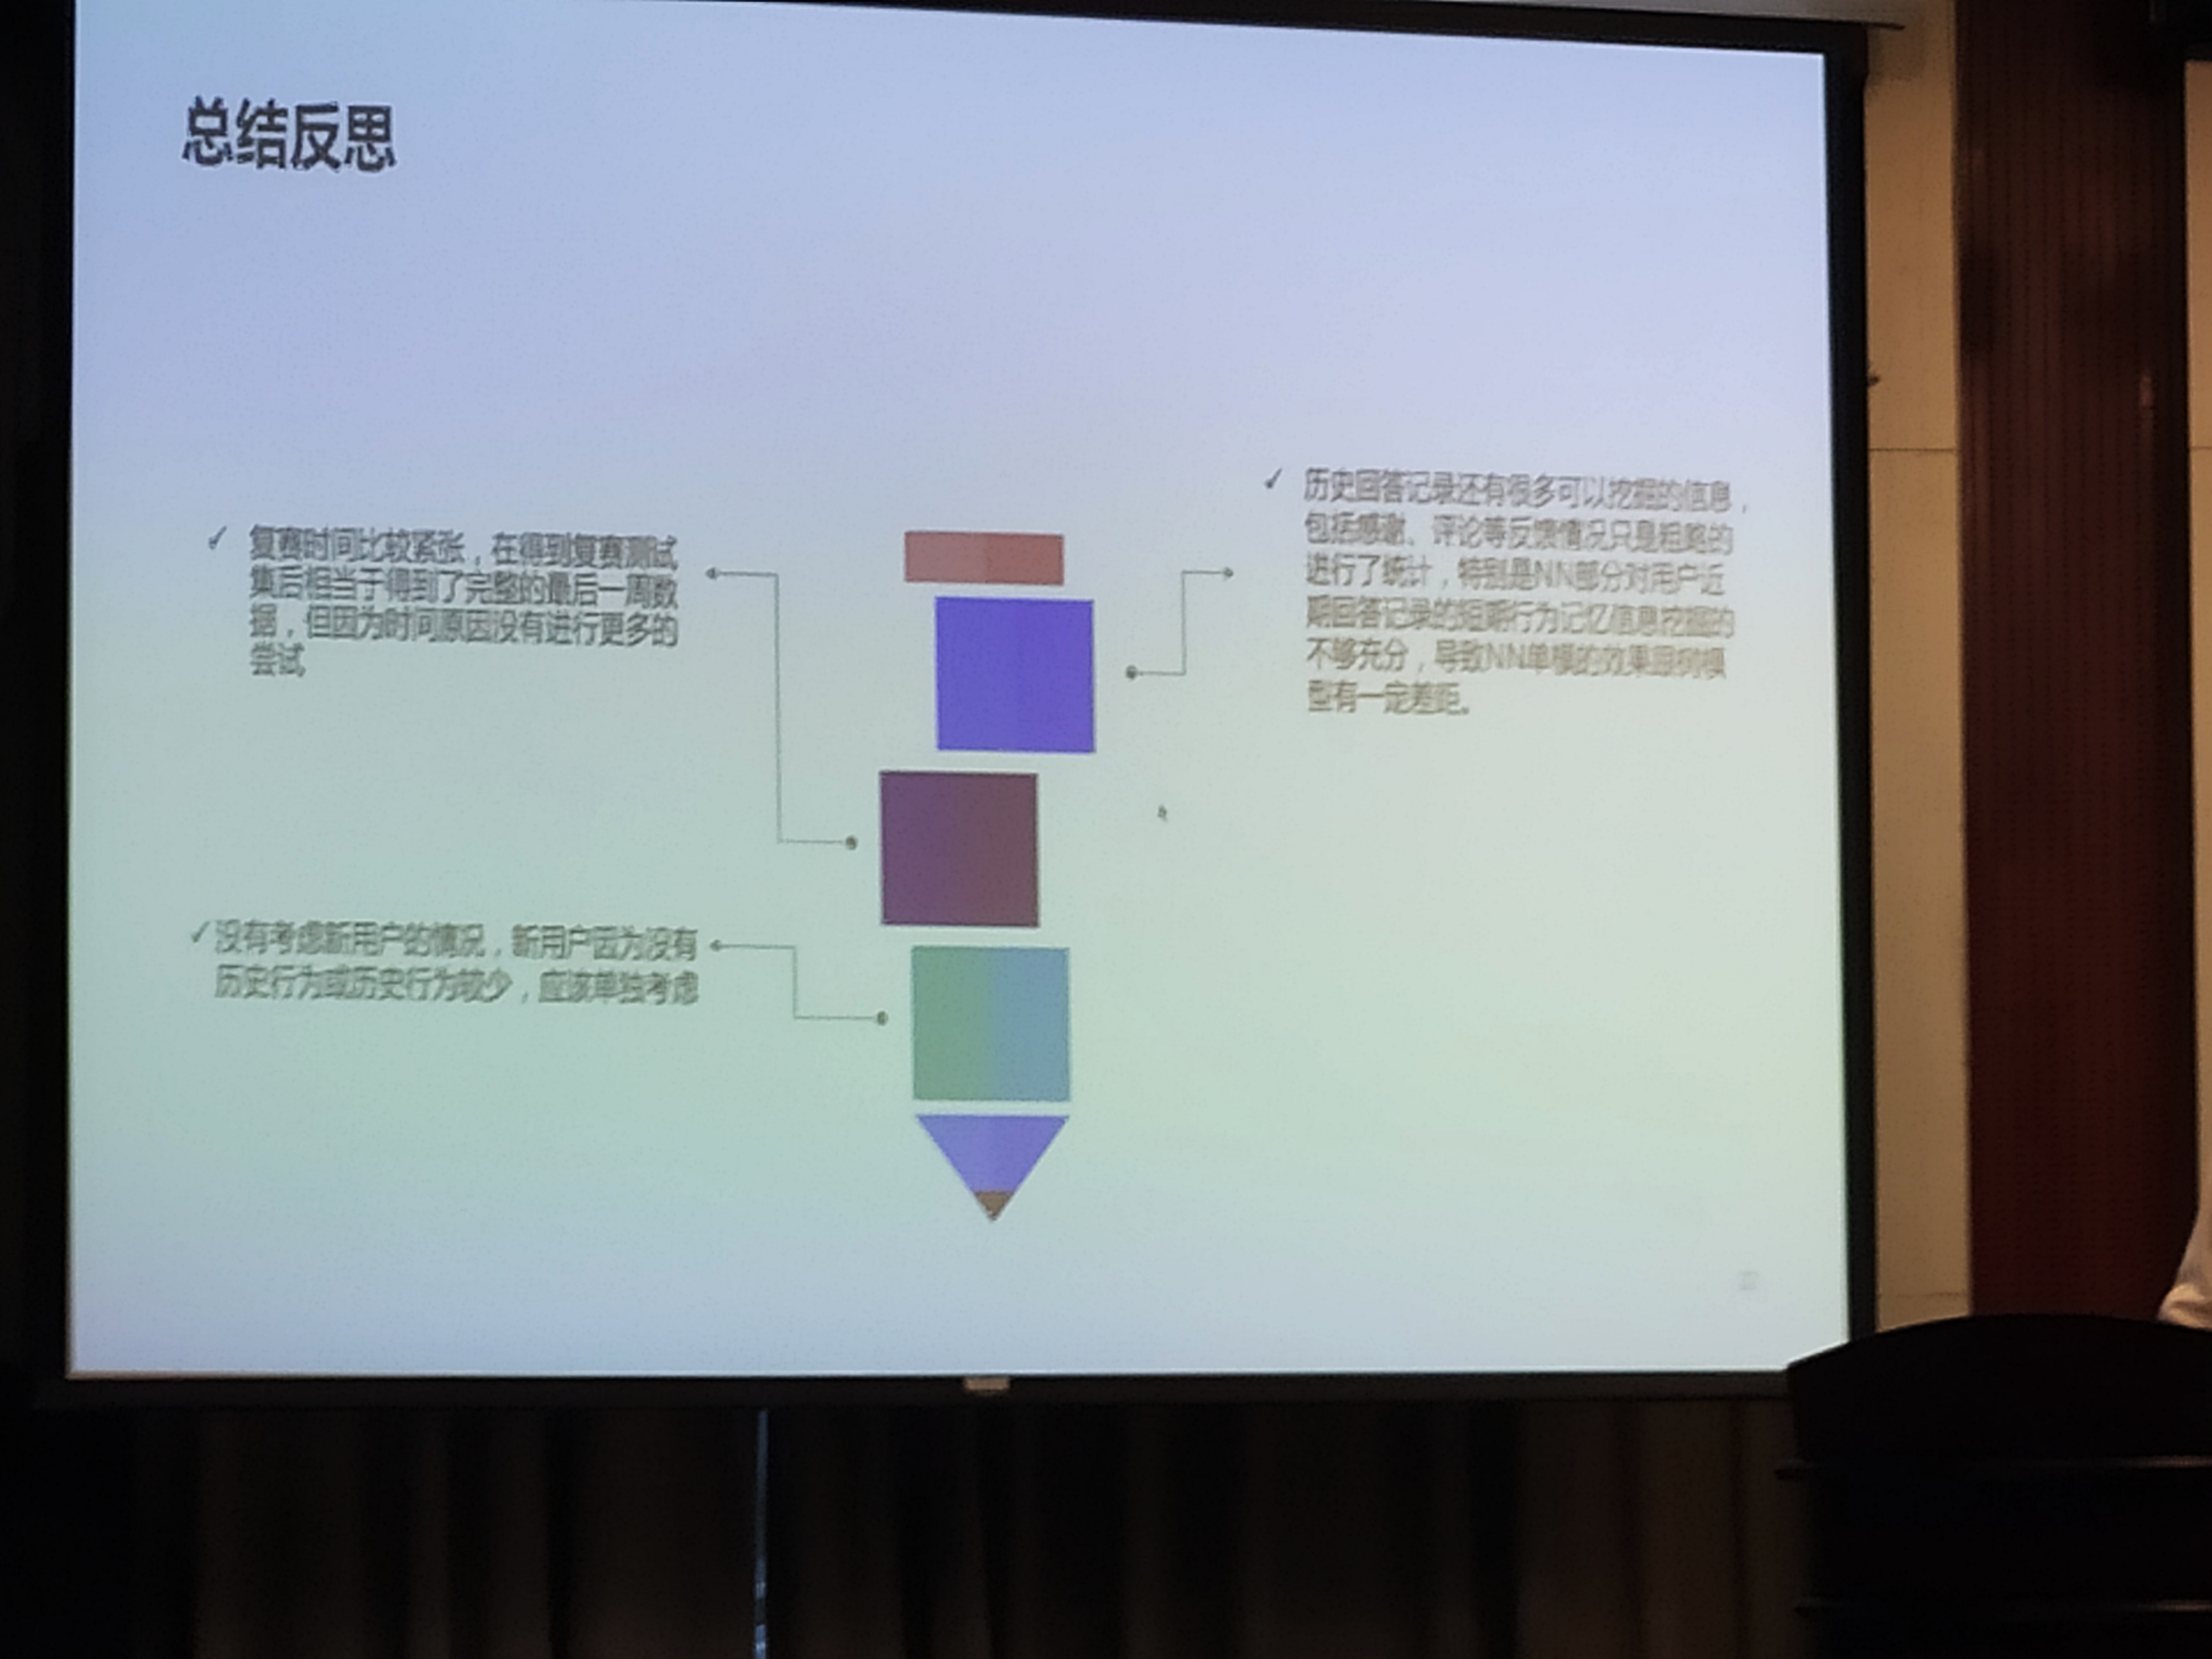 总结反思
✓ 复赛时间比较紧张，在得到复赛测试
集后相当于得到了完整的最后一周数
据，但因为时间原因没有进行更多的
尝试
✓ 没有考虑新用户的情况，新用户因为没有
历史行为或历史行为较少，应该单独考虑
✓ 历史回答记录还有很多可以挖掘的信息，
包括感谢、评论等反馈情况只是粗略的
进行了统计，特别是NN部分对用户近
期回答记录的短期行为记忆信息挖掘的
不够充分，导致NN单模的效果跟树模
型有一定差距。